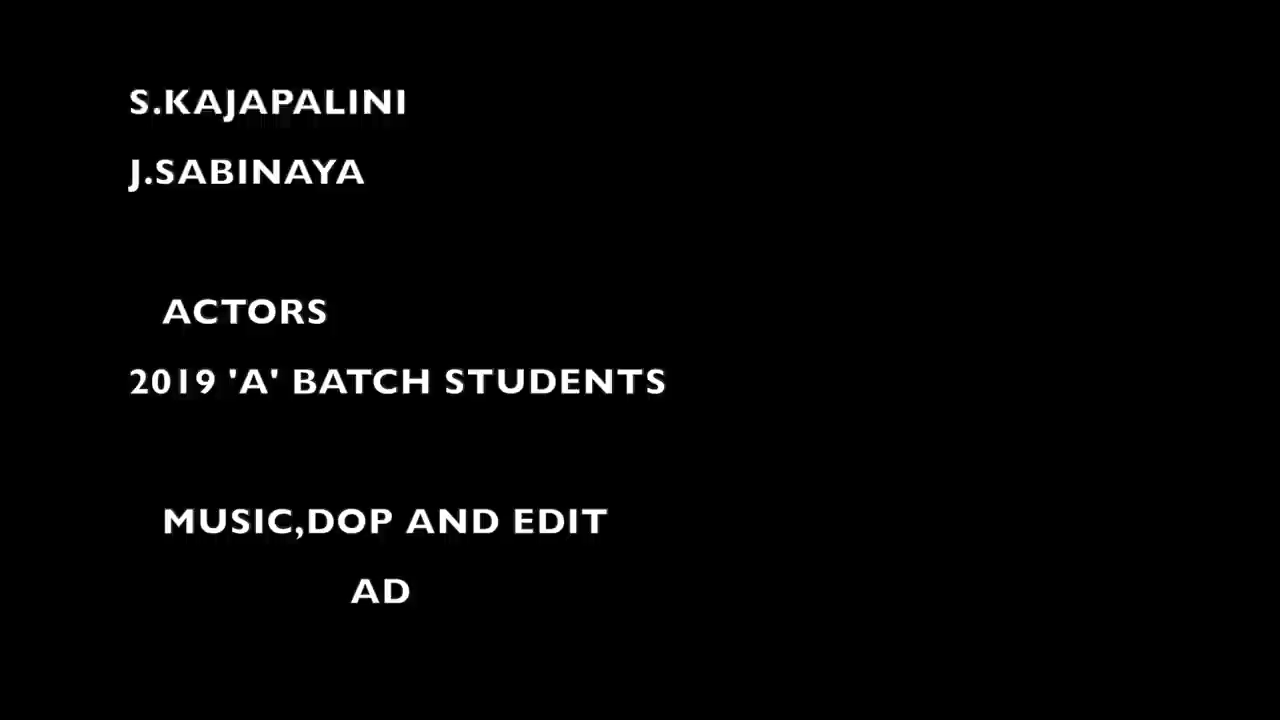 S.KAJAPALINI
J.SABINAYA
ACTORS
2019 'A' BATCH STUDENTS
MUSIC,DOP AND EDIT
AD